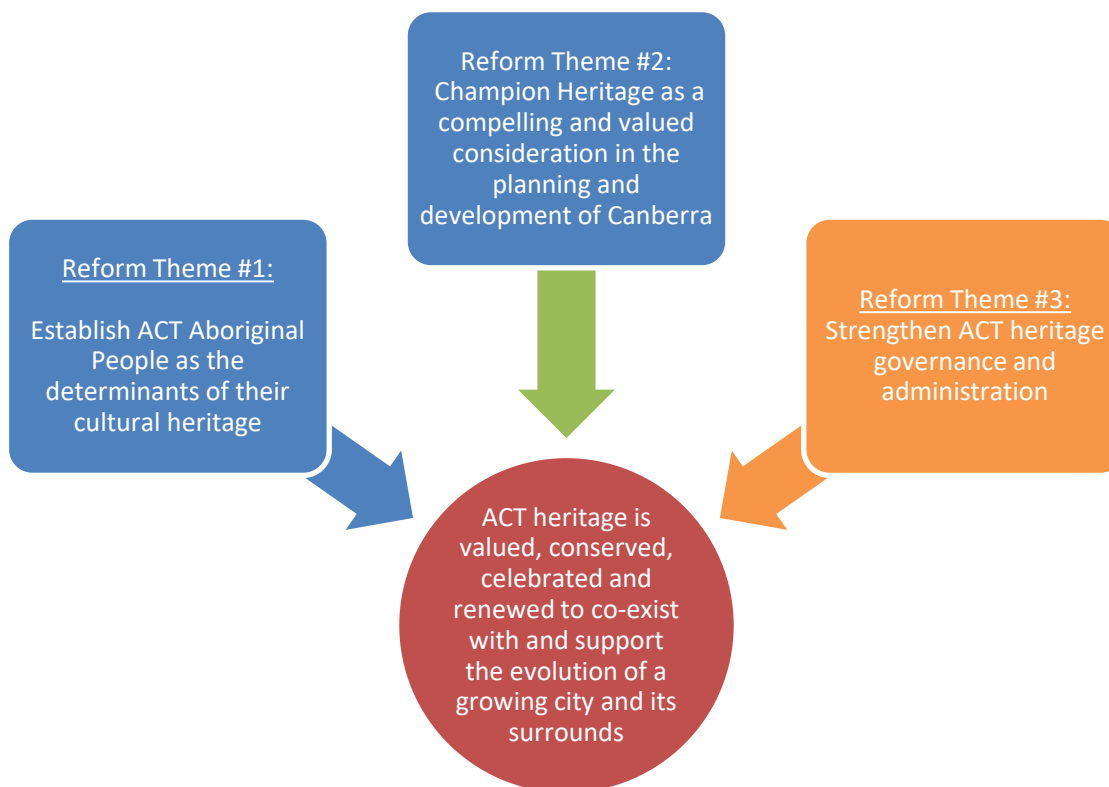 Reform Theme #1:
Establish ACT Aboriginal
People as the
determinants of their
cultural heritage
Reform Theme #2:
Champion Heritage as a
compelling and valued
consideration in the
planning and
development of Canberra
Reform Theme #3:
Strengthen ACT heritage
governance and
administration
ACT heritage is
valued, conserved,
celebrated and
renewed to co-exist
with and support
the evolution of a
growing city and its
surrounds